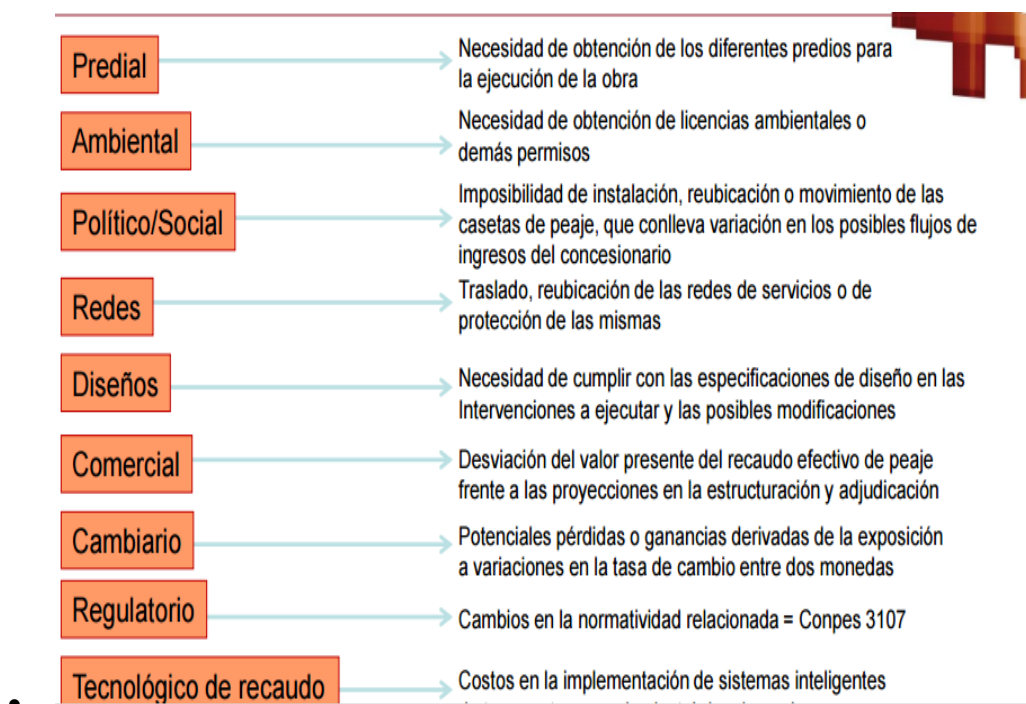 Predial
Necesidad de obtención de los diferentes predios para
la ejecución de la obra
Ambiental
Necesidad de obtención de licencias ambientales o
demás permisos
Político/Social
Imposibilidad de instalación, reubicación o movimiento de las
casetas de peaje, que conlleva variación en los posibles flujos de
ingresos del concesionario
Redes
Traslado, reubicación de las redes de servicios o de
protección de las mismas
Diseños
Necesidad de cumplir con las especificaciones de diseño en las
Intervenciones a ejecutar y las posibles modificaciones
Comercial
Desviación del valor presente del recaudo efectivo de peaje
frente a las proyecciones en la estructuración y adjudicación
Cambiario
Potenciales pérdidas o ganancias derivadas de la exposición
a variaciones en la tasa de cambio entre dos monedas
Regulatorio
Cambios en la normatividad relacionada = Conpes 3107
Tecnológico de recaudo
Costos en la implementación de sistemas inteligentes